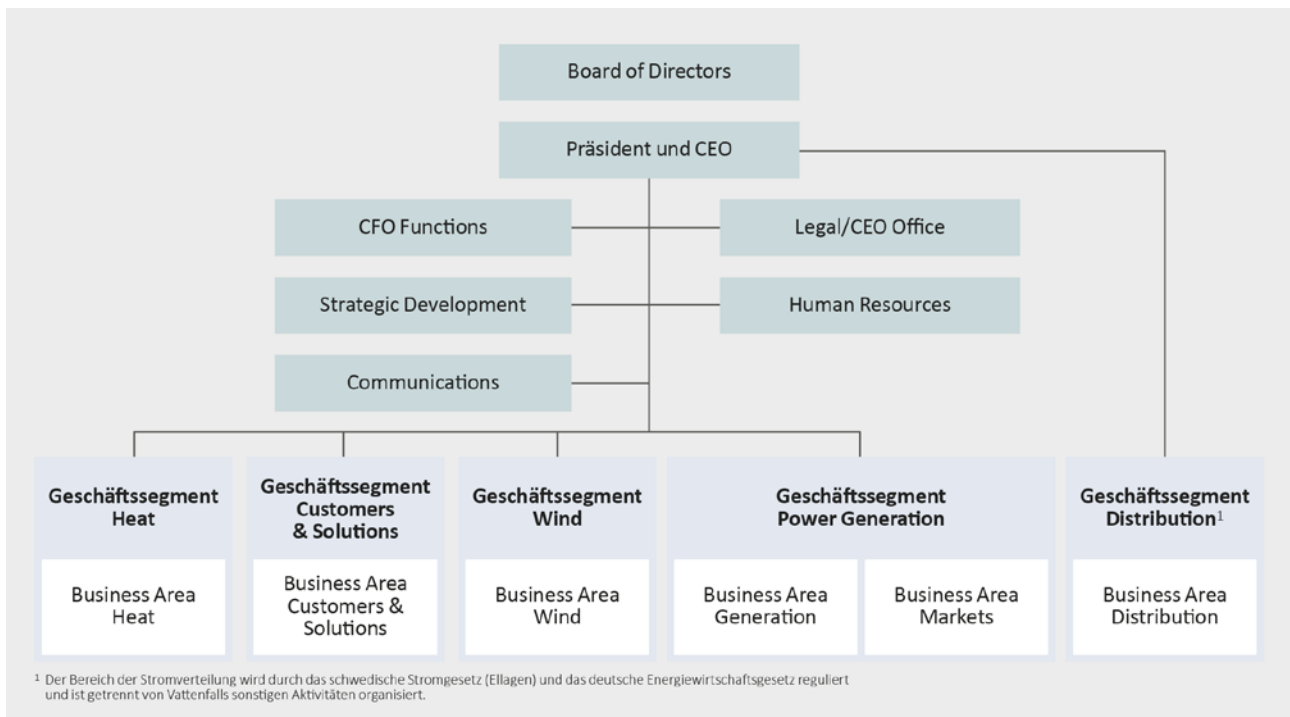 Board of Directors
Präsident und CEO
CFO Functions
Legal/CEO Office
Strategic Development
Human Resources
Communications
Geschäftssegment
Heat
Geschäftssegment
Customers
& Solutions
Geschäftssegment
Wind
Geschäftssegment
Power Generation
Geschäftssegment
Distribution¹
Business Area
Heat
Business Area
Customers &
Solutions
Business Area
Wind
Business Area
Generation
Business Area
Markets
Business Area
Distribution
¹ Der Bereich der Stromverteilung wird durch das schwedische Stromgesetz (Ellagen) und das deutsche Energiewirtschaftsgesetz reguliert
und ist getrennt von Vattenfalls sonstigen Aktivitäten organisiert.